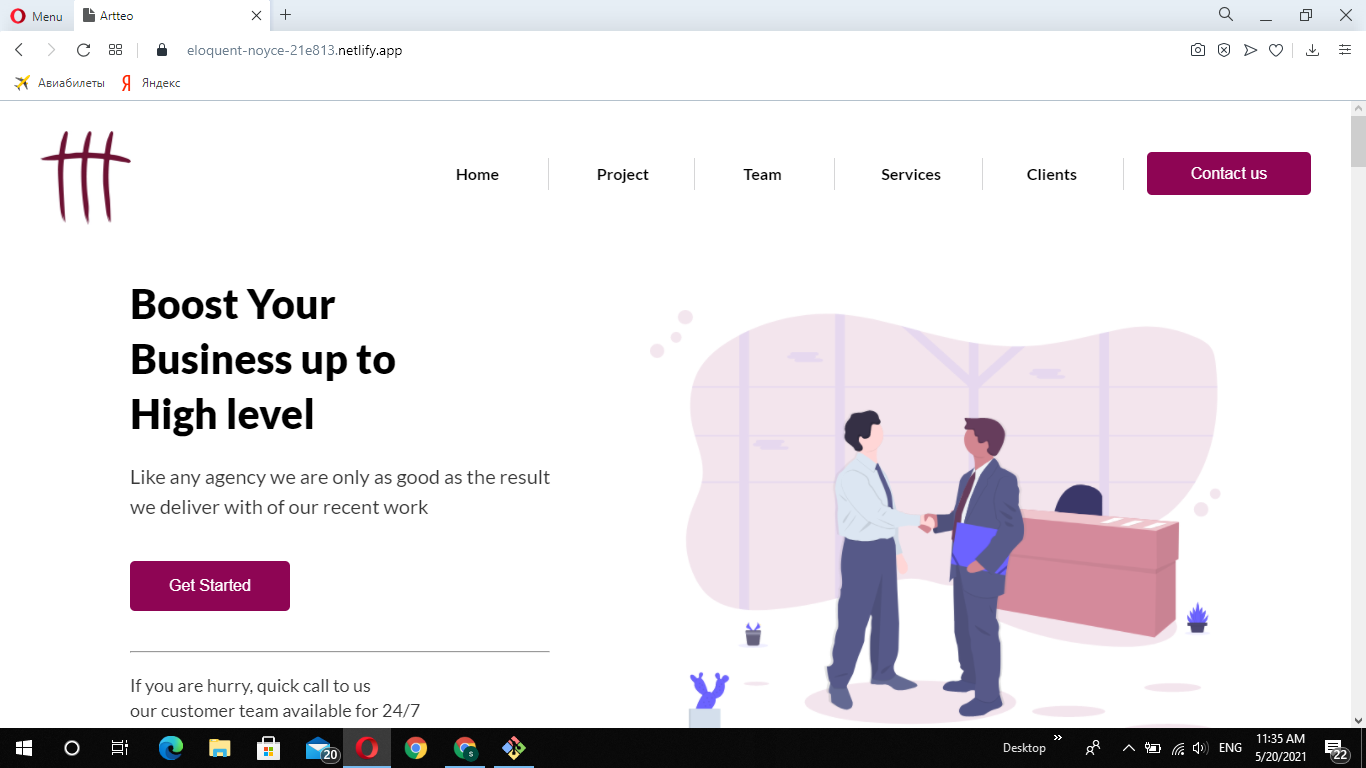 Menu
Artteo
eloquent-noyce-21e813.netlify.app
Авиабилеты
Я
Яндекс
Home
Project
Team
Services
Clients
Contact us
Boost Your
Business up to
High level
Like any agency we are only as good as the result
we deliver with of our recent work
Get Started
If you are hurry, quick call to us
our customer team available for 24/7
20
S
Desktop
ENG
11:35 AM
5/20/2021
22